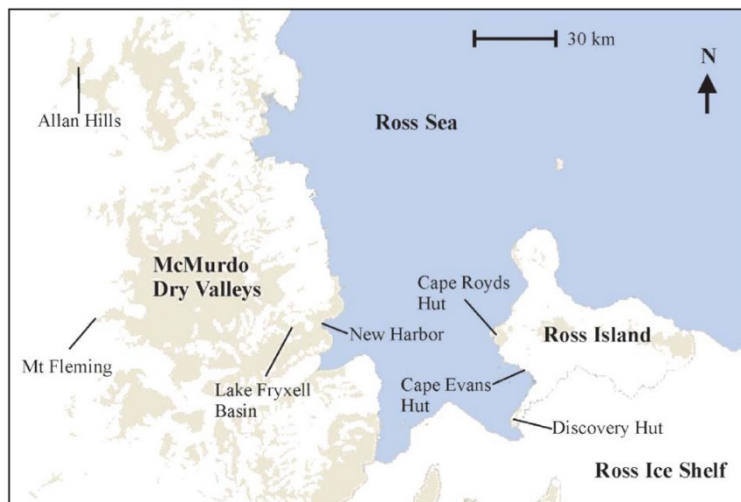 30 km
N
Allan Hills
Ross Sea
McMurdo
Dry Valleys
Cape Royds
Hut
New Harbor
Ross Island
Mt Fleming
Lake Fryxell
Basin
Cape Evans
Hut
Discovery Hut
Ross Ice Shelf